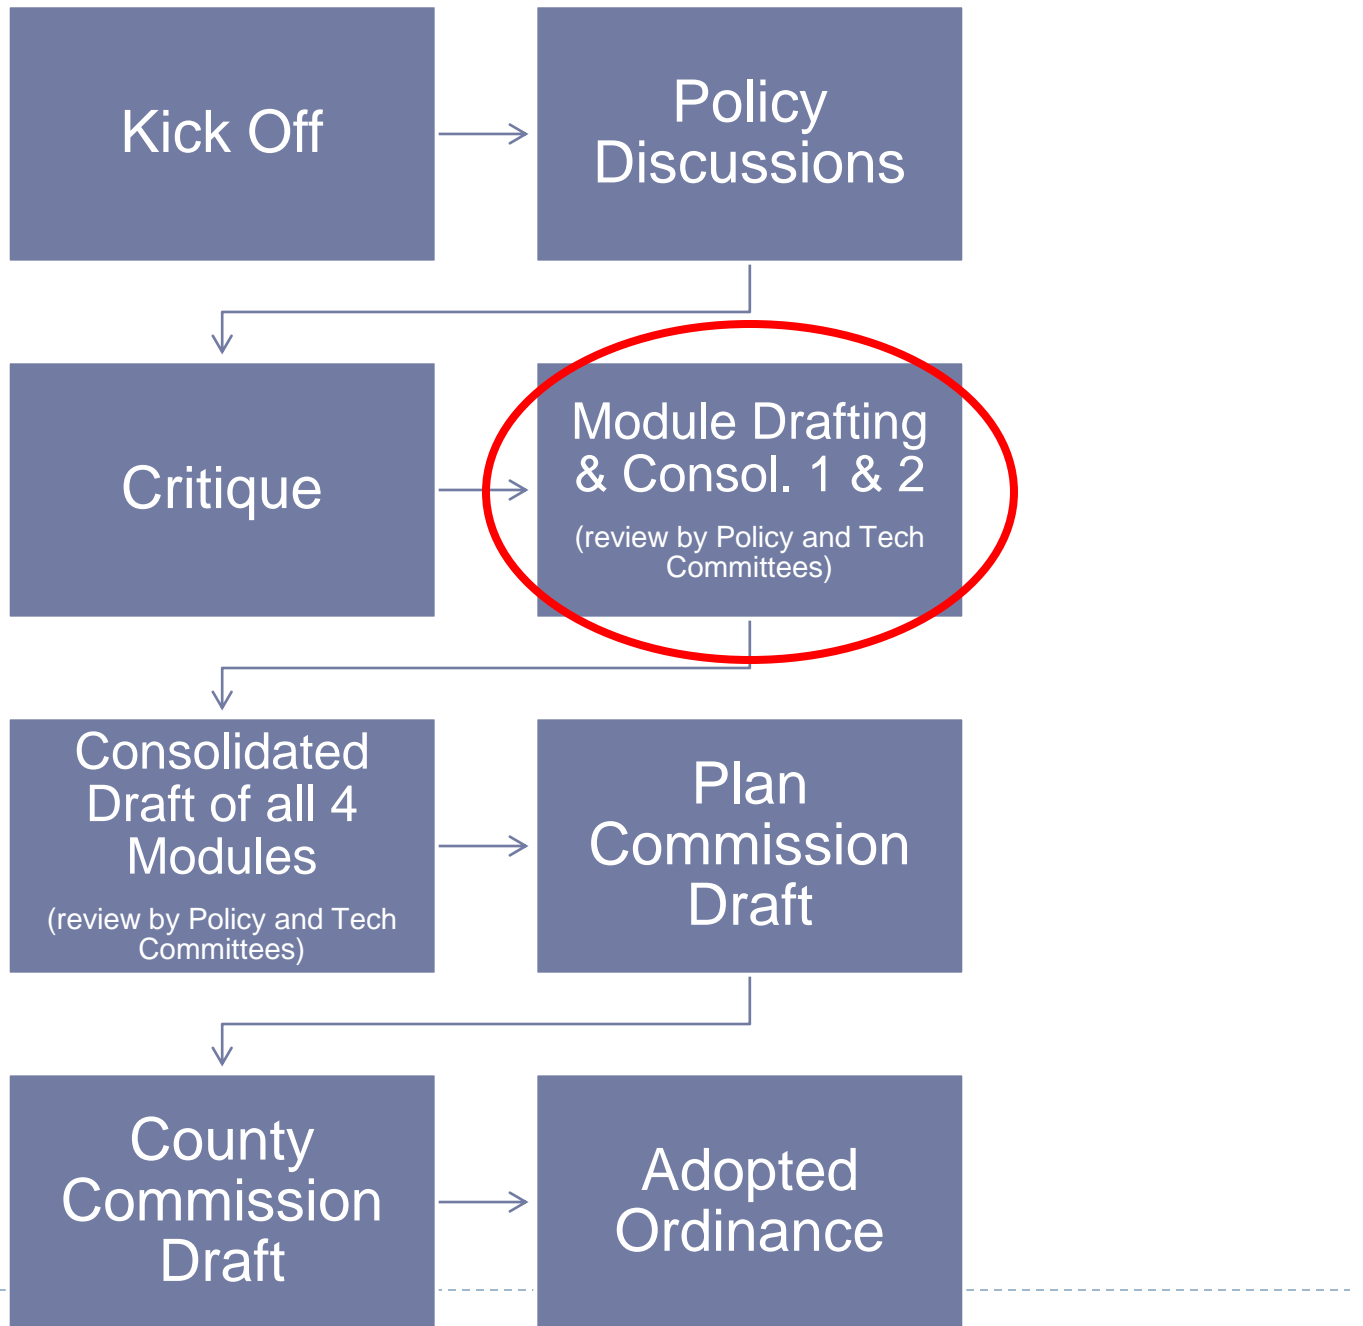 Kick Off
Policy
Discussions
Critique
Module Drafting
& Consol. 1 & 2
(review by Policy and Tech
Committees)
Consolidated
Draft of all 4
Modules
(review by Policy and Tech
Committees)
Plan
Commission
Draft
County
Commission
Draft
Adopted
Ordinance